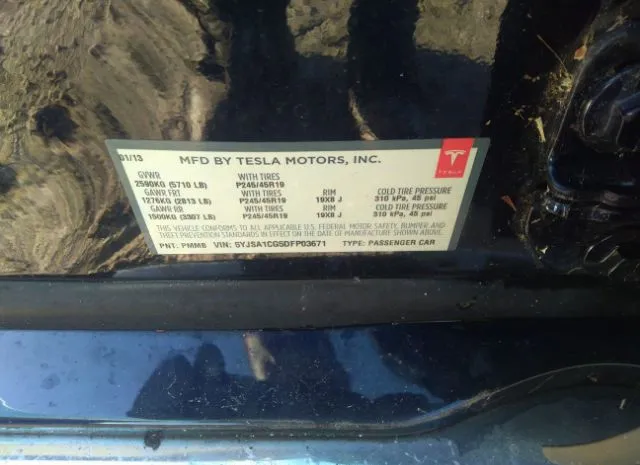 01/13 MFD BY TESLA MOTORS, INC. TESLA
GVWR WITH TIRES
2590KG (5710 LB) P245/45R19
GAWR FRT WITH TIRES RIM COLD TIRE PRESSURE
1276KG (2813 LB) P245/45R19 19X8 J 310 kPa, 45 psi
GAWR RR WITH TIRES RIM COLD TIRE PRESSURE
1500KG (3307 LB) P245/45R19 19X8 J 310 kPa, 45 psi
THIS VEHICLE CONFORMS TO ALL APPLICABLE FEDERAL MOTOR SAFETY, BUMPER, AND
THEFT PREVENTION STANDARDS IN EFFECT ON THE DATE OF MANUFACTURE SHOWN ABOVE.
PNT: PMMB VIN: 5YJSA1CG5DFP03671 TYPE: PASSENGER CAR